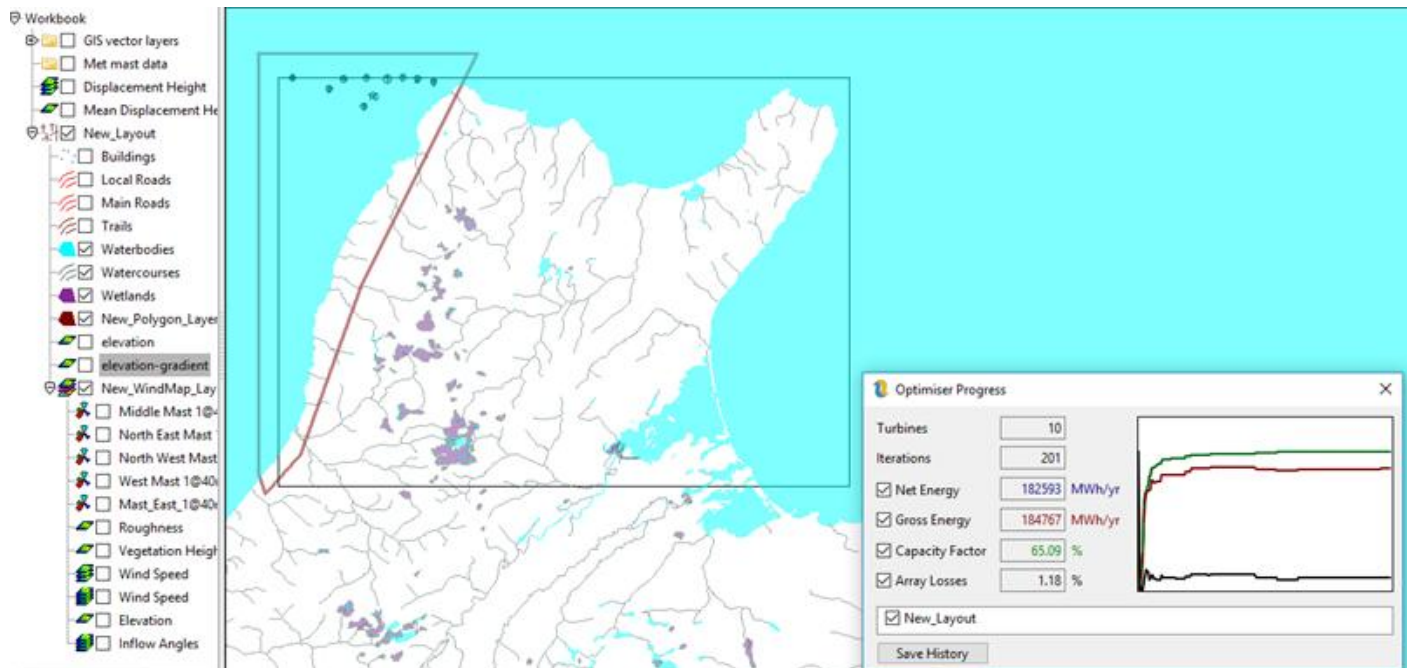 Workbook
GIS vector layers
Met mast data
Displacement Height
Mean Displacement He
New_Layout
Buildings
Local Roads
Main Roads
Trails
Waterbodies
Watercourses
Wetlands
New_Polygon_Layer
elevation
elevation-gradient
New_WindMap_Lay
Middle Mast 1@4
North East Mast
North West Mast
West Mast 1@40
Mast_East_1@40
Roughness
Vegetation Heigh
Wind Speed
Wind Speed
Elevation
Inflow Angles
Optimiser Progress
Turbines 10
Iterations 201
Net Energy 182593 MWh/yr
Gross Energy 184767 MWh/yr
Capacity Factor 65.09 %
Array Losses 1.18 %
New_Layout
Save History